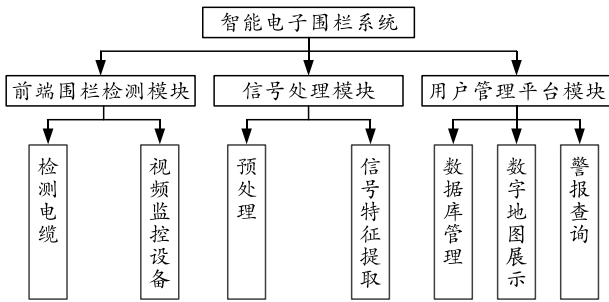 智能电子围栏系统
前端围栏检测模块
信号处理模块
用户管理平台模块
检测电缆
视频监控设备
预处理
信号特征提取
数据库管理
数字地图展示
警报查询